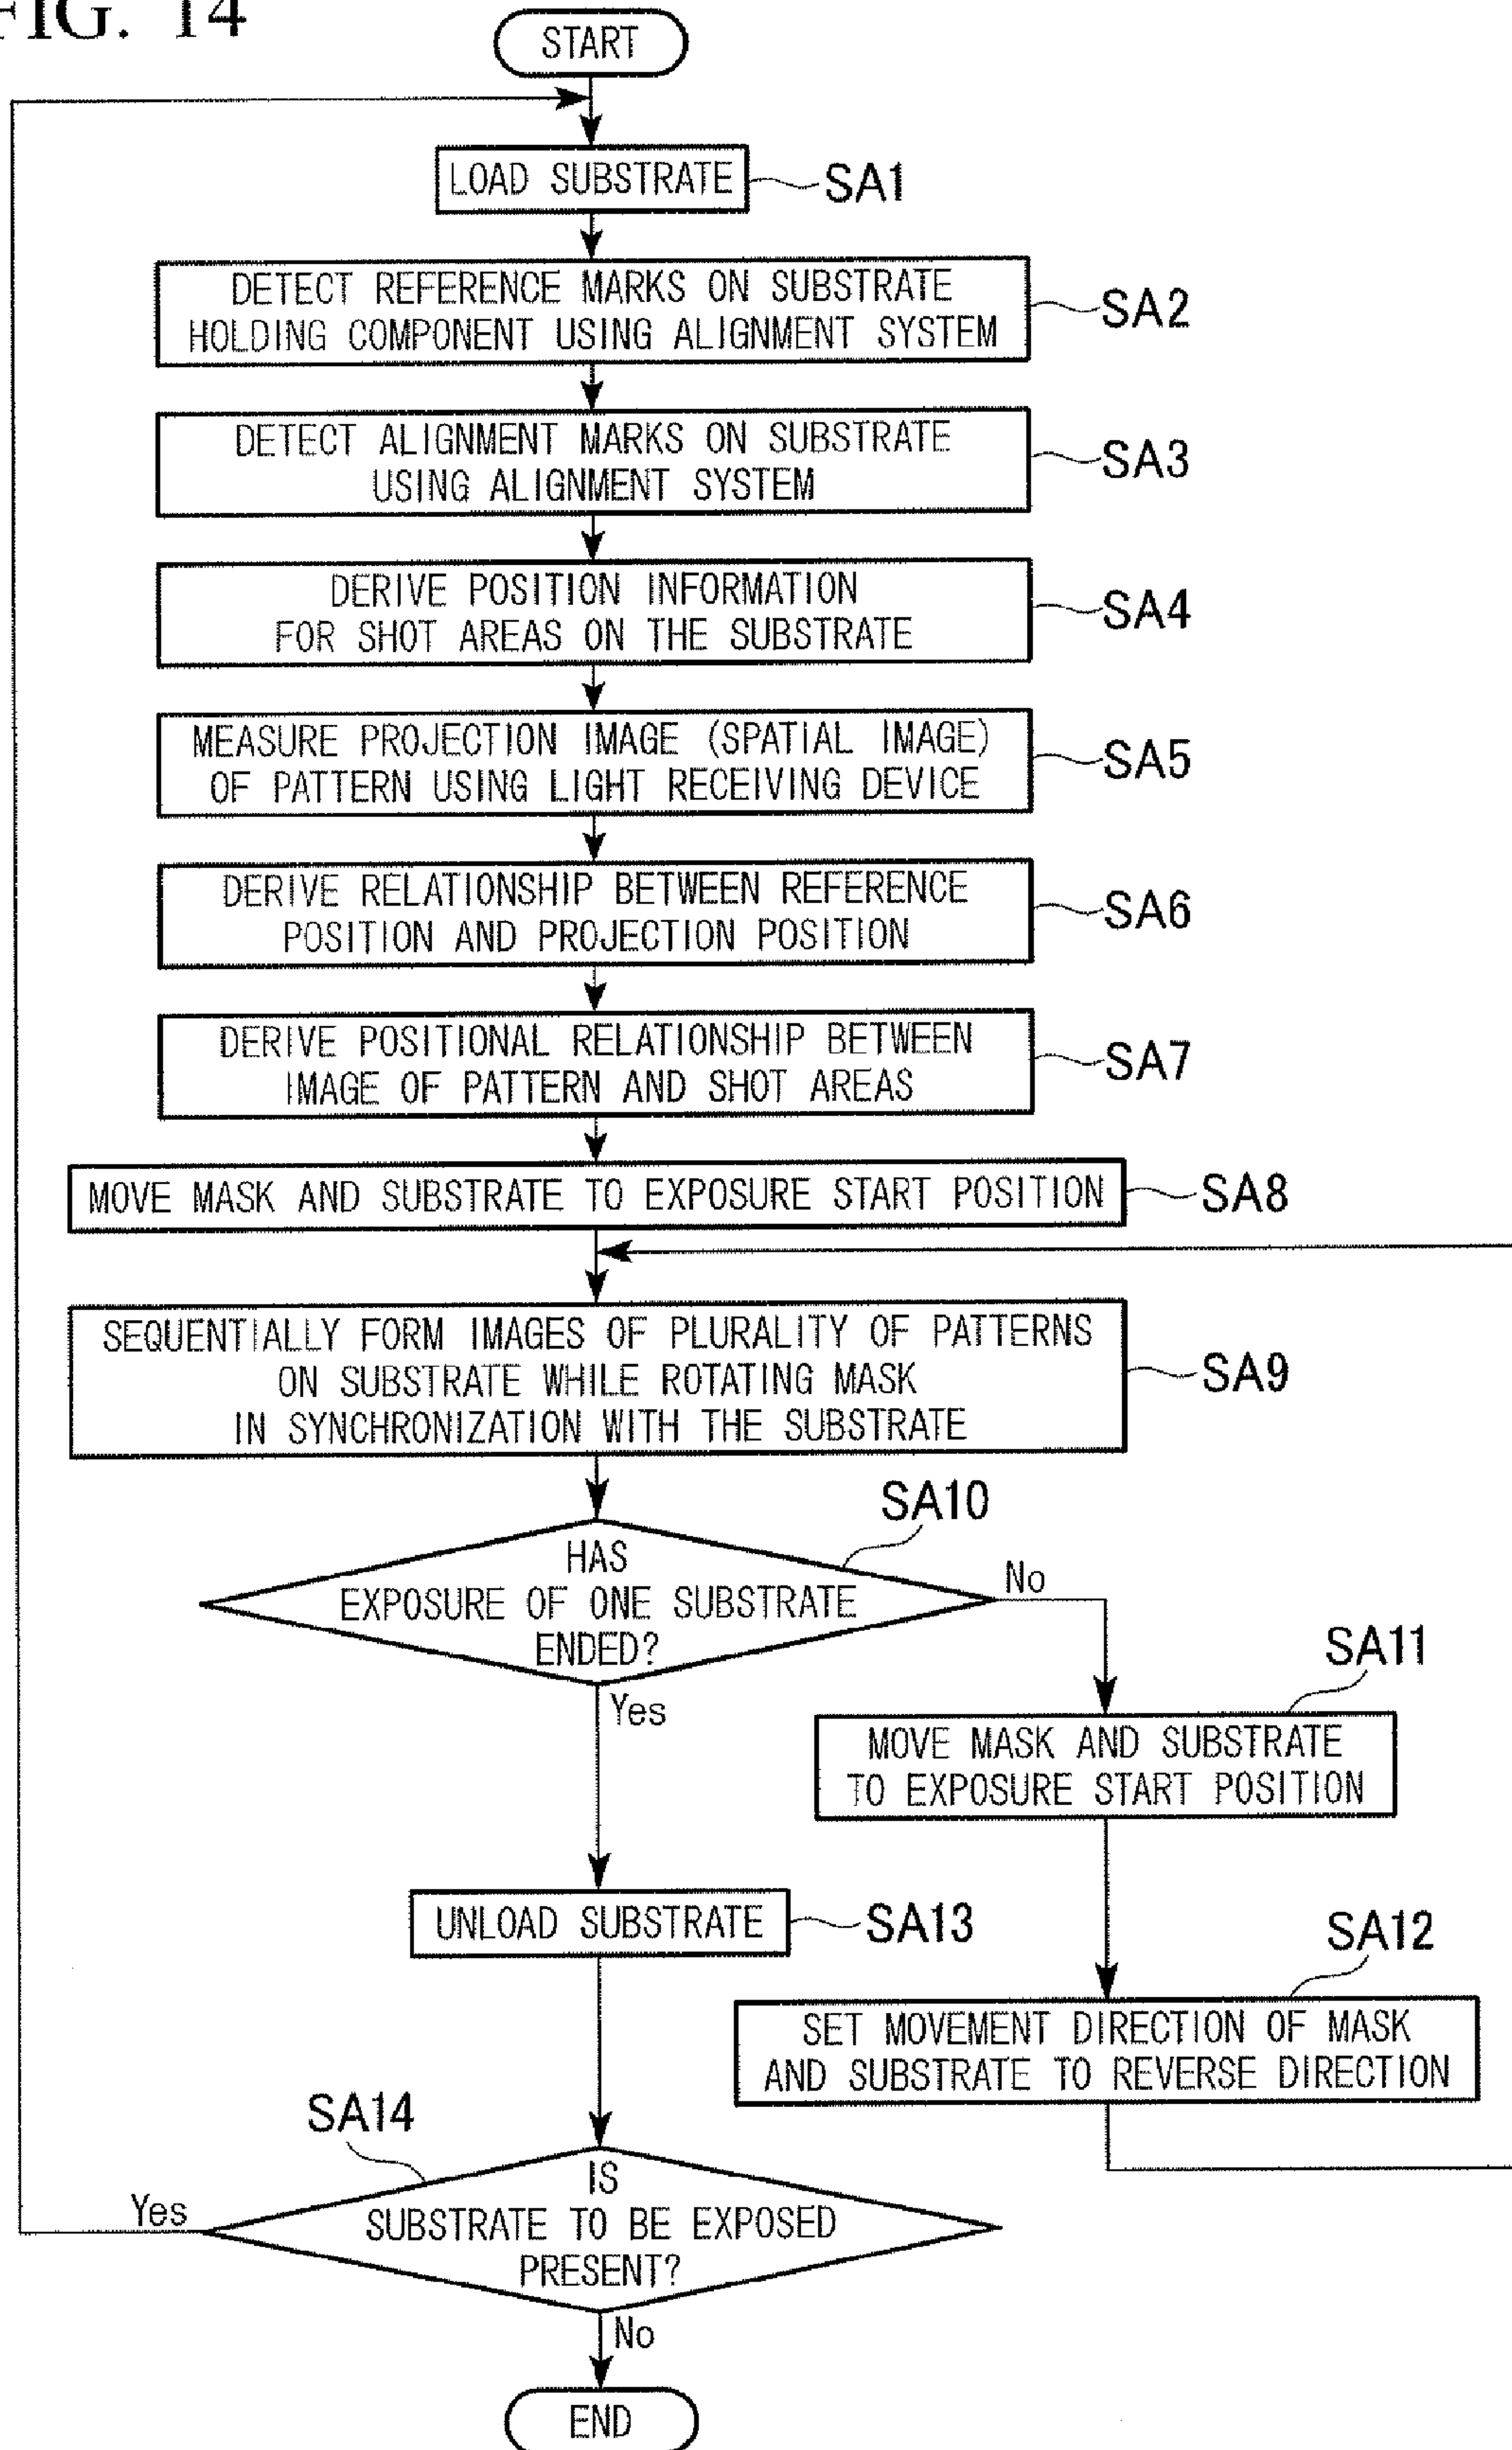 FIG. 14
START
LOAD SUBSTRATE
SA1
DETECT REFERENCE MARKS ON SUBSTRATE
HOLDING COMPONENT USING ALIGNMENT SYSTEM
SA2
DETECT ALIGNMENT MARKS ON SUBSTRATE
USING ALIGNMENT SYSTEM
SA3
DERIVE POSITION INFORMATION
FOR SHOT AREAS ON THE SUBSTRATE
SA4
MEASURE PROJECTION IMAGE (SPATIAL IMAGE)
OF PATTERN USING LIGHT RECEIVING DEVICE
SA5
DERIVE RELATIONSHIP BETWEEN REFERENCE
POSITION AND PROJECTION POSITION
SA6
DERIVE POSITIONAL RELATIONSHIP BETWEEN
IMAGE OF PATTERN AND SHOT AREAS
SA7
MOVE MASK AND SUBSTRATE TO EXPOSURE START POSITION
SA8
SEQUENTIALLY FORM IMAGES OF PLURALITY OF PATTERNS
ON SUBSTRATE WHILE ROTATING MASK
IN SYNCHRONIZATION WITH THE SUBSTRATE
SA9
SA10
HAS
EXPOSURE OF ONE SUBSTRATE
ENDED?
No
Yes
SA11
MOVE MASK AND SUBSTRATE
TO EXPOSURE START POSITION
UNLOAD SUBSTRATE
SA13
SA12
SET MOVEMENT DIRECTION OF MASK
AND SUBSTRATE TO REVERSE DIRECTION
SA14
IS
SUBSTRATE TO BE EXPOSED
PRESENT?
Yes
No
END